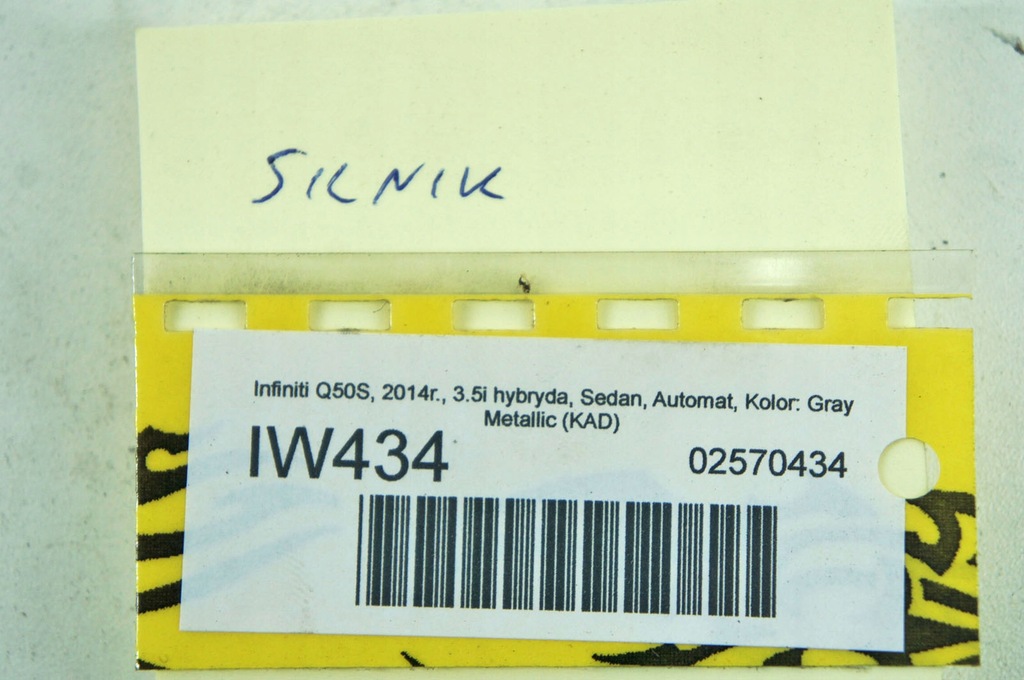 SILNIK
Infiniti Q50S, 2014r., 3.5i hybryda, Sedan, Automat, Kolor: Gray
Metallic (KAD)
IW434
02570434